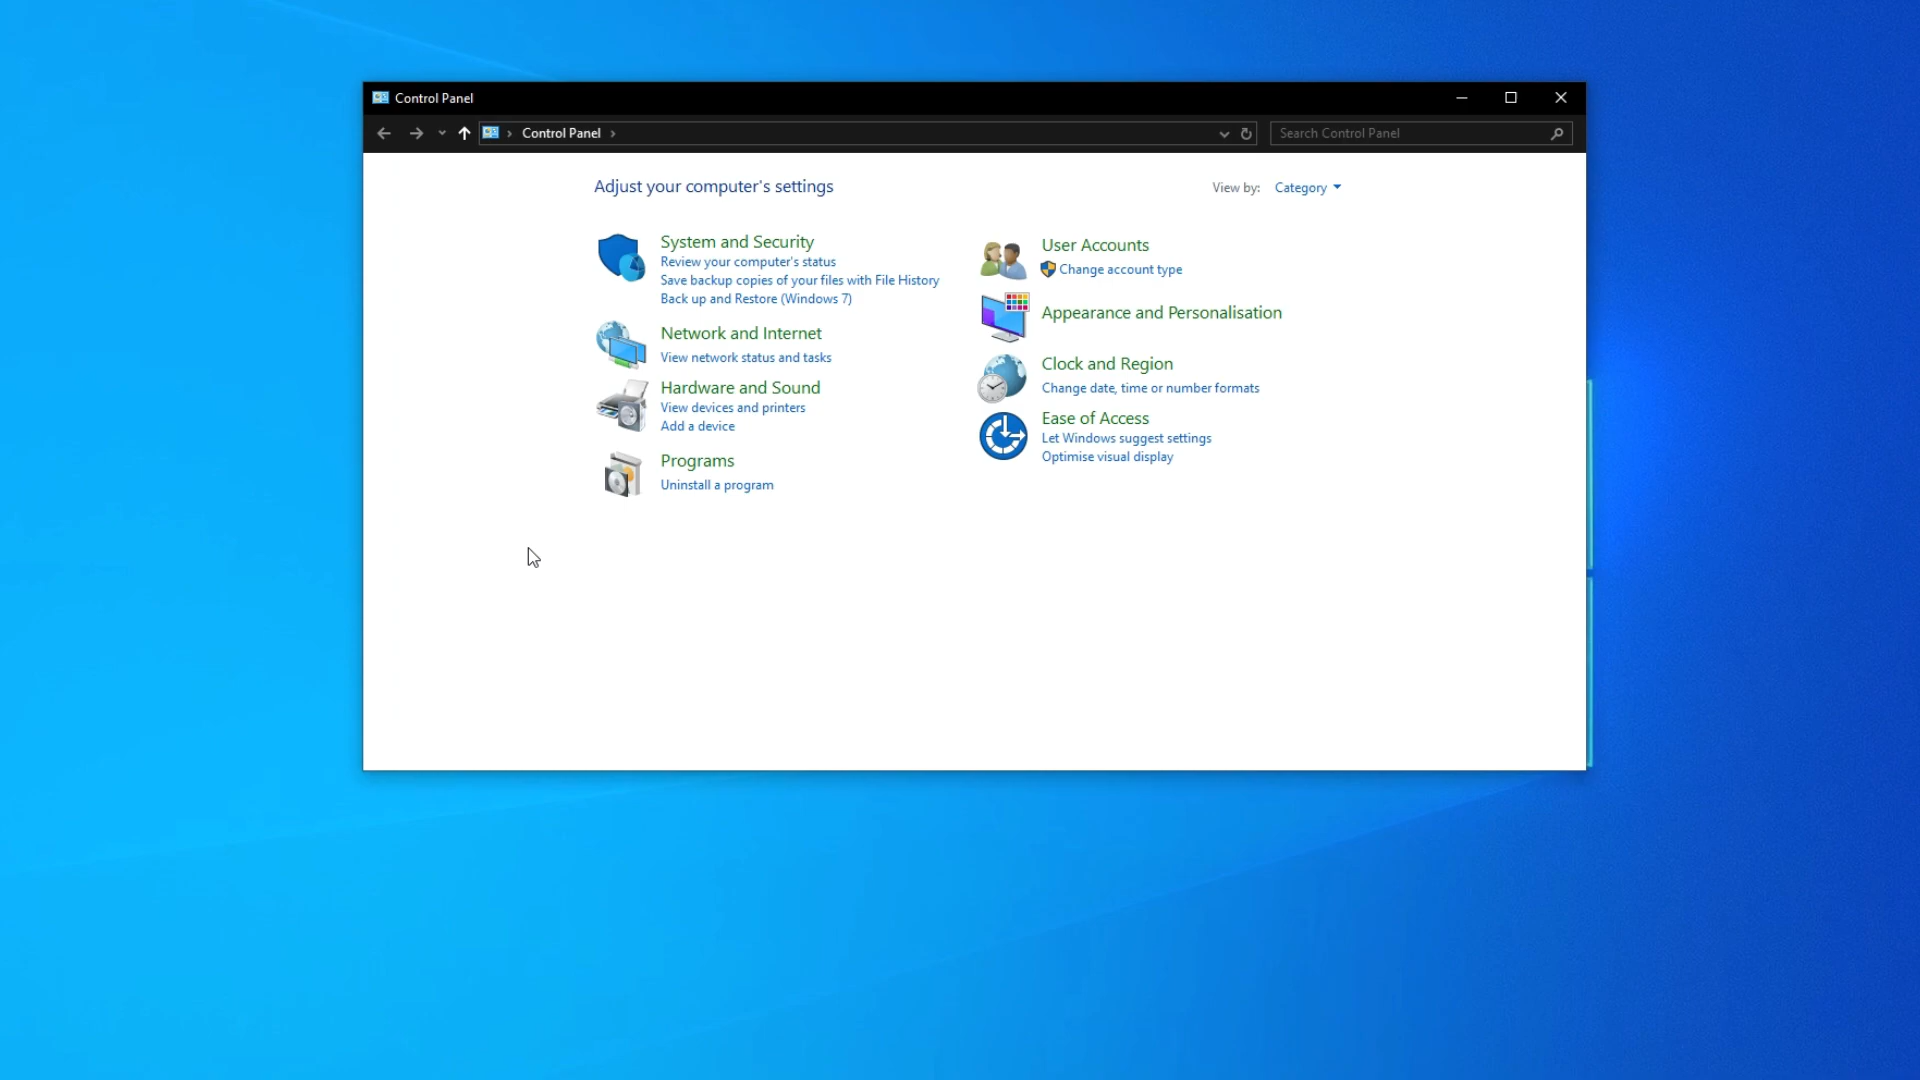 Control Panel
Control Panel
Search Control Panel
Adjust your computer's settings
View by: Category
System and Security
Review your computer's status
Save backup copies of your files with File History
Back up and Restore (Windows 7)
Network and Internet
View network status and tasks
Hardware and Sound
View devices and printers
Add a device
Programs
Uninstall a program
User Accounts
Change account type
Appearance and Personalisation
Clock and Region
Change date, time or number formats
Ease of Access
Let Windows suggest settings
Optimise visual display